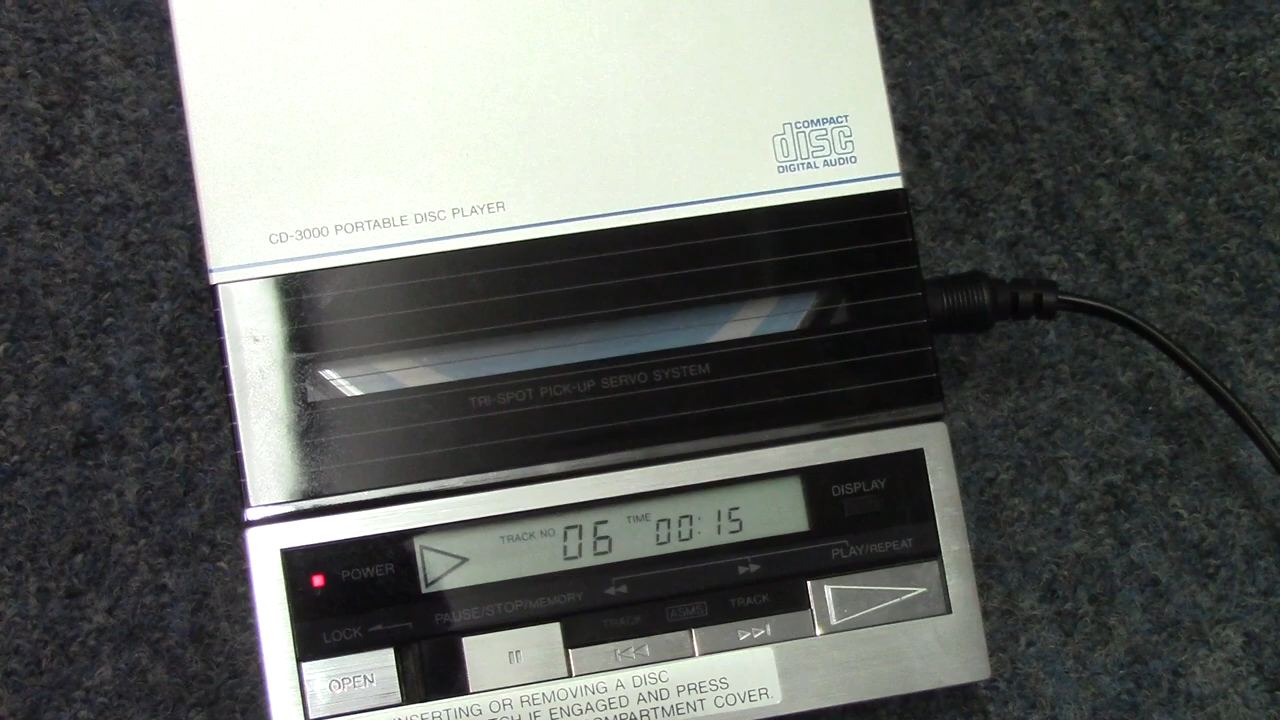 COMPACT
disc
DIGITAL AUDIO
CD-3000 PORTABLE DISC PLAYER
TRI-SPOT PICK-UP SERVO SYSTEM
DISPLAY
TRACK NO. 06 TIME 00:15
POWER
PLAY/REPEAT
PAUSE/STOP/MEMORY
LOCK
TRACK ASMS TRACK
OPEN
INSERTING OR REMOVING A DISC
IF ENGAGED AND PRESS
COMPARTMENT COVER.